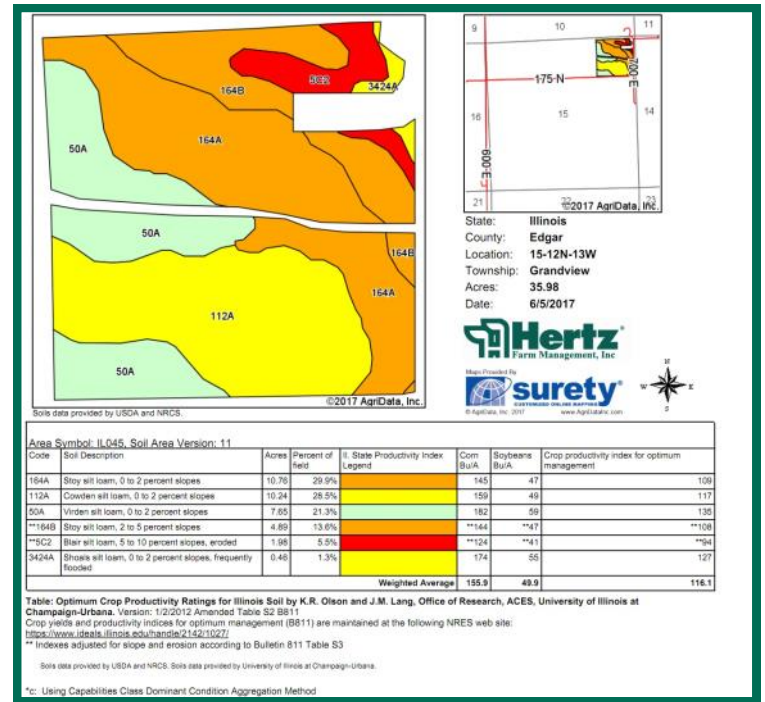 5C2
3424A
164B
164A
50A
50A
164B
164A
112A
50A
©2017 AgriData, Inc.
Soils data provided by USDA and NRCS.
9 10 11
175-N
700-E
16 15 14
600-E
21 22 23
©2017 AgriData, Inc.
State: Illinois
County: Edgar
Location: 15-12N-13W
Township: Grandview
Acres: 35.98
Date: 6/5/2017
Hertz
Farm Management, Inc
Maps Provided By
surety®
CUSTOMIZED ONLINE MAPPING
© AgriData, Inc. 2017 www.AgriDataInc.com
N
W E
S
Area Symbol: IL045, Soil Area Version: 11
Code Soil Description Acres Percent of field Il. State Productivity Index Legend Corn Bu/A Soybeans Bu/A Crop productivity index for optimum management
164A Stoy silt loam, 0 to 2 percent slopes 10.76 29.9% 145 47 109
112A Cowden silt loam, 0 to 2 percent slopes 10.24 28.5% 159 49 117
50A Virden silt loam, 0 to 2 percent slopes 7.65 21.3% 182 59 135
**164B Stoy silt loam, 2 to 5 percent slopes 4.89 13.6% **144 **47 **108
**5C2 Blair silt loam, 5 to 10 percent slopes, eroded 1.98 5.5% **124 **41 **94
3424A Shoals silt loam, 0 to 2 percent slopes, frequently flooded 0.46 1.3% 174 55 127
Weighted Average 155.9 49.9 116.1
Table: Optimum Crop Productivity Ratings for Illinois Soil by K.R. Olson and J.M. Lang, Office of Research, ACES, University of Illinois at
Champaign-Urbana. Version: 1/2/2012 Amended Table S2 B811
Crop yields and productivity indices for optimum management (B811) are maintained at the following NRES web site:
https://www.ideals.illinois.edu/handle/2142/1027/
** Indexes adjusted for slope and erosion according to Bulletin 811 Table S3
Soils data provided by USDA and NRCS. Soils data provided by University of Illinois at Champaign-Urbana.
*c: Using Capabilities Class Dominant Condition Aggregation Method